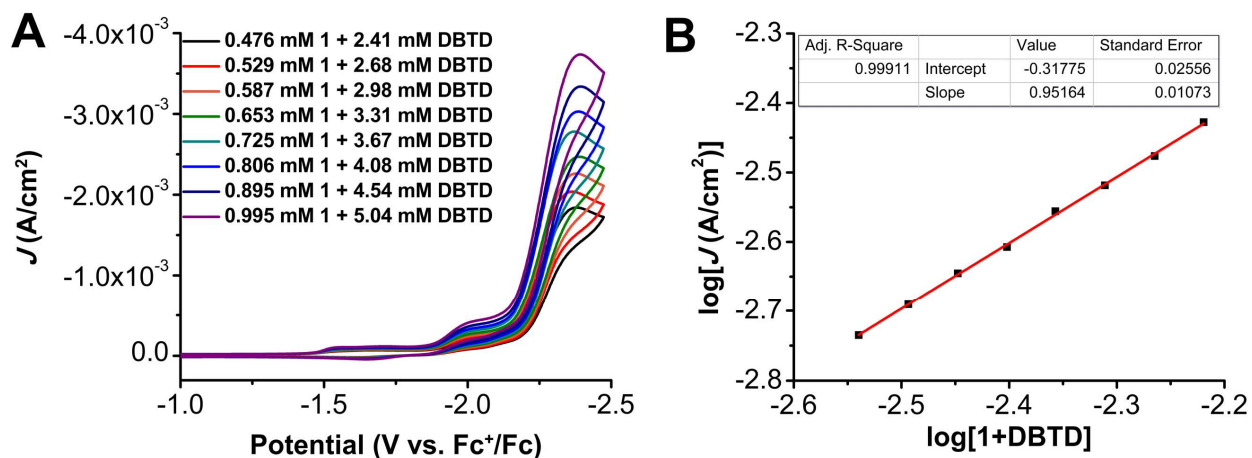 A
-4.0x10⁻³
-3.0x10⁻³
-2.0x10⁻³
-1.0x10⁻³
0.0
J (A/cm²)
0.476 mM 1 + 2.41 mM DBTD
0.529 mM 1 + 2.68 mM DBTD
0.587 mM 1 + 2.98 mM DBTD
0.653 mM 1 + 3.31 mM DBTD
0.725 mM 1 + 3.67 mM DBTD
0.806 mM 1 + 4.08 mM DBTD
0.895 mM 1 + 4.54 mM DBTD
0.995 mM 1 + 5.04 mM DBTD
-1.0 -1.5 -2.0 -2.5
Potential (V vs. Fc⁺/Fc)
B
-2.3
-2.4
-2.5
-2.6
-2.7
-2.8
log[J (A/cm²)]
Adj. R-Square Value Standard Error
0.99911 Intercept -0.31775 0.02556
Slope 0.95164 0.01073
-2.6 -2.5 -2.4 -2.3 -2.2
log[1+DBTD]